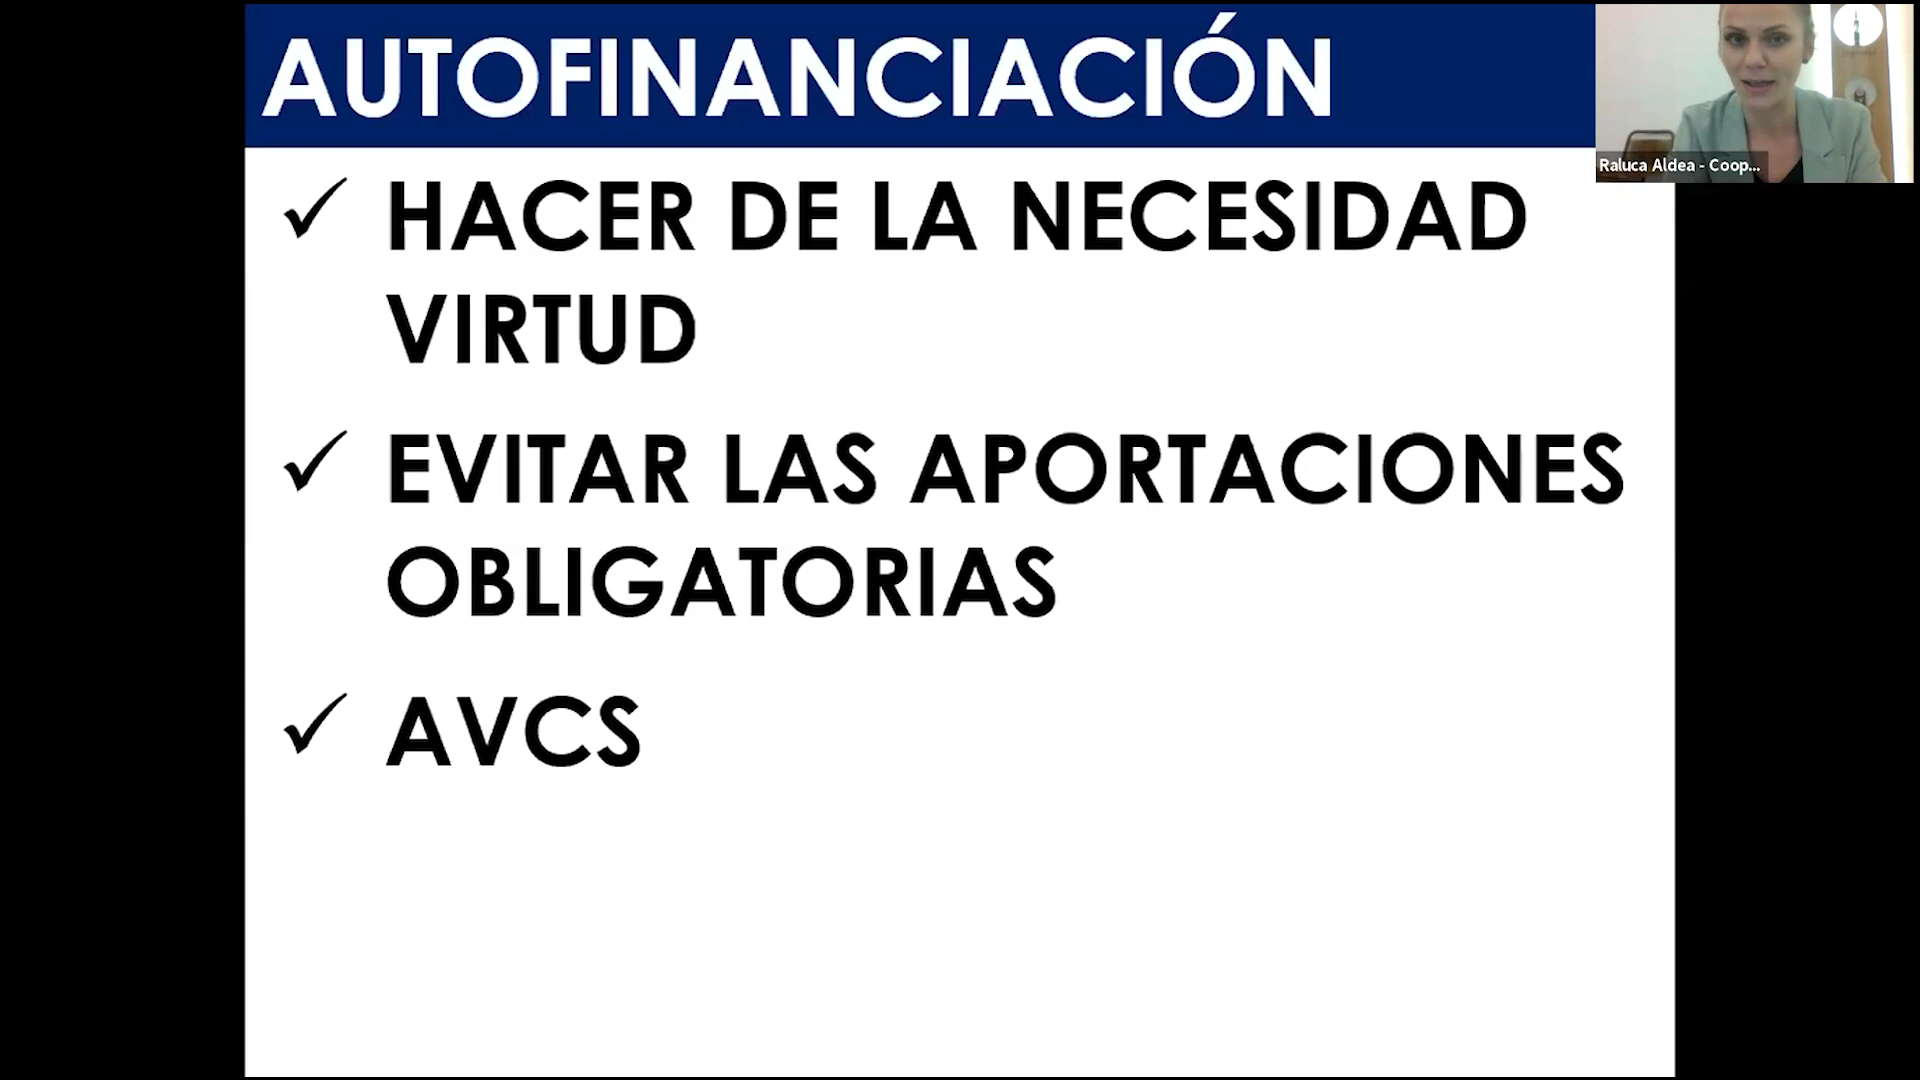 AUTOFINANCIACIÓN
✓ HACER DE LA NECESIDAD
VIRTUD
✓ EVITAR LAS APORTACIONES
OBLIGATORIAS
✓ AVCS
Raluca Aldea - Coop...